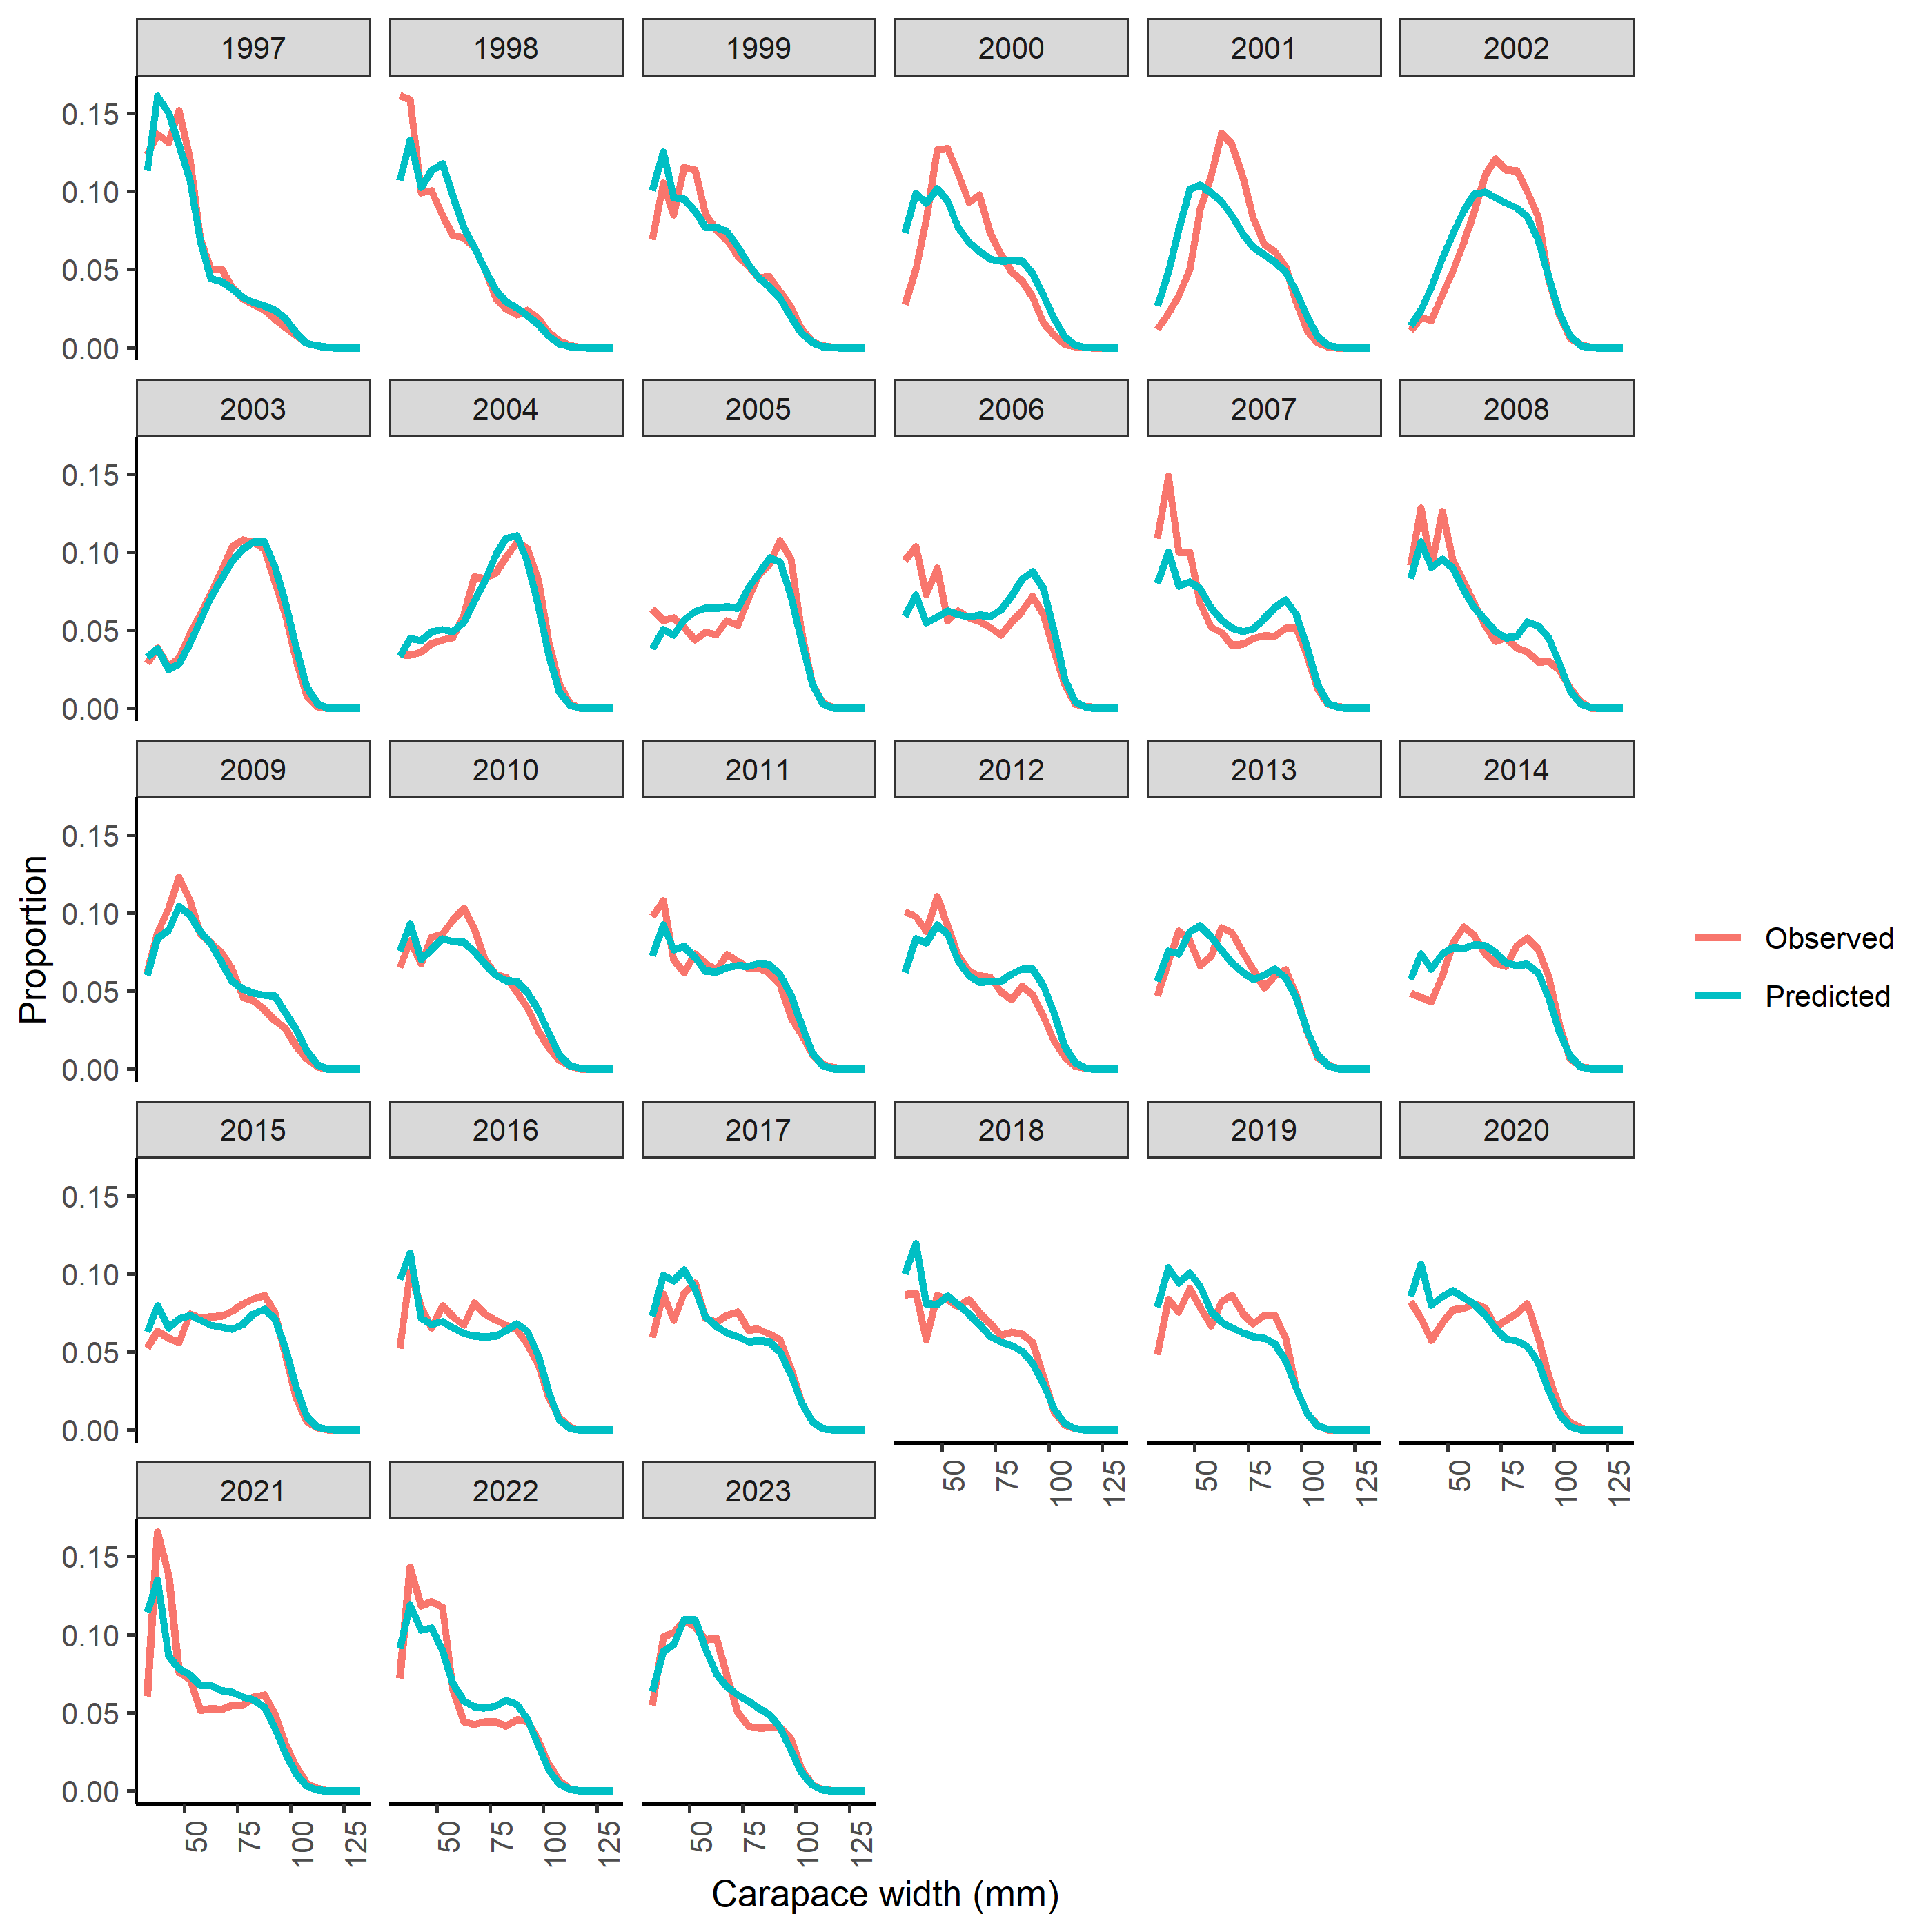 1997 1998 1999 2000 2001 2002
0.15
0.10
0.05
0.00
2003 2004 2005 2006 2007 2008
0.15
0.10
0.05
0.00
2009 2010 2011 2012 2013 2014
0.15
0.10
0.05
0.00
Proportion
Observed
Predicted
2015 2016 2017 2018 2019 2020
0.15
0.10
0.05
0.00
50 75 100 125 50 75 100 125 50 75 100 125
2021 2022 2023
0.15
0.10
0.05
0.00
50 75 100 125 50 75 100 125 50 75 100 125
Carapace width (mm)